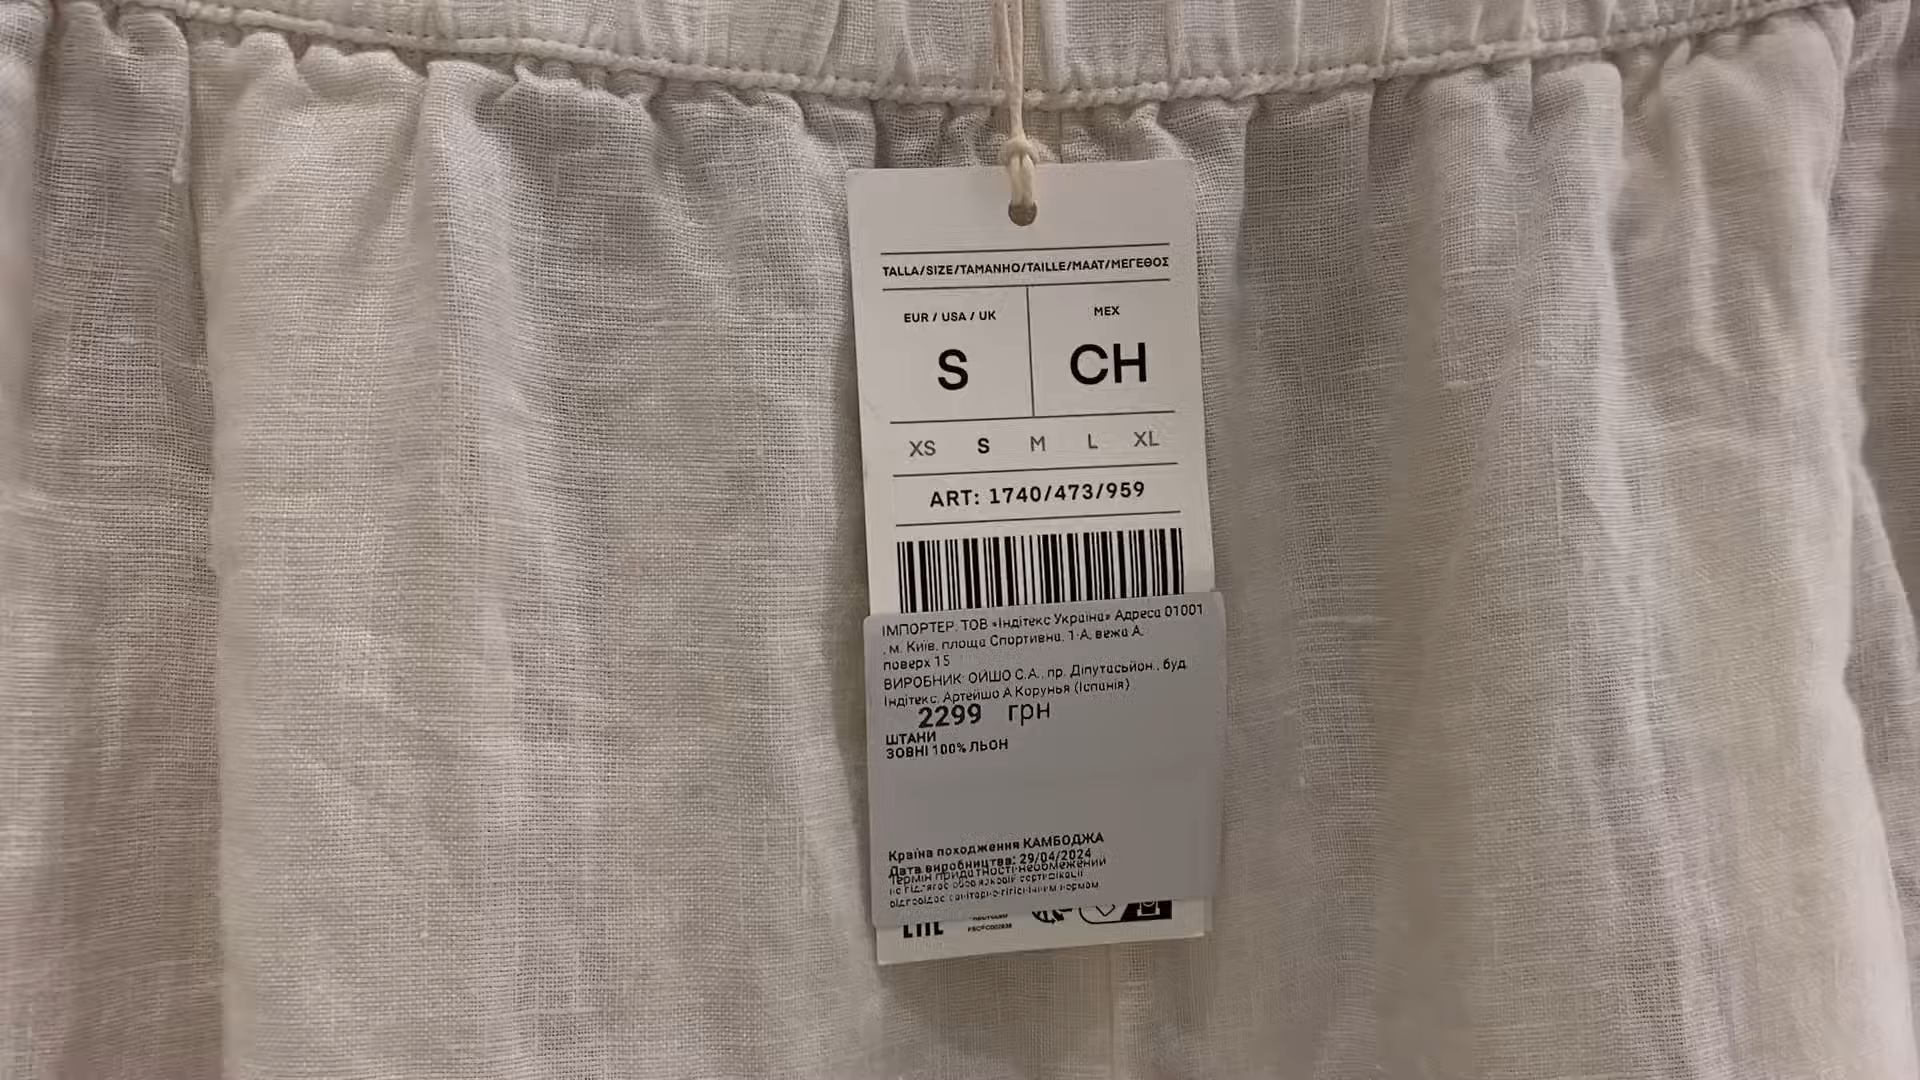 TALLA/SIZE/TAMANHO/TAILLE/MAAT/ΜΕΓΕΘΟΣ
EUR / USA / UK
MEX
S
CH
XS S M L XL
ART: 1740/473/959
ІМПОРТЕР: ТОВ «Індітекс Україна» Адреса 01001
, м. Київ, площа Спортивна, 1-А, вежа А,
поверх 15
ВИРОБНИК: ОЙШО С.А., пр. Діпутасьйон., буд.
Індітекс, Артейшо А Корунья (Іспанія)
2299 грн
ШТАНИ
ЗОВНІ 100% ЛЬОН
Країна походження КАМБОДЖА
Дата виробництва: 29/04/2024
Термін придатності необмежений